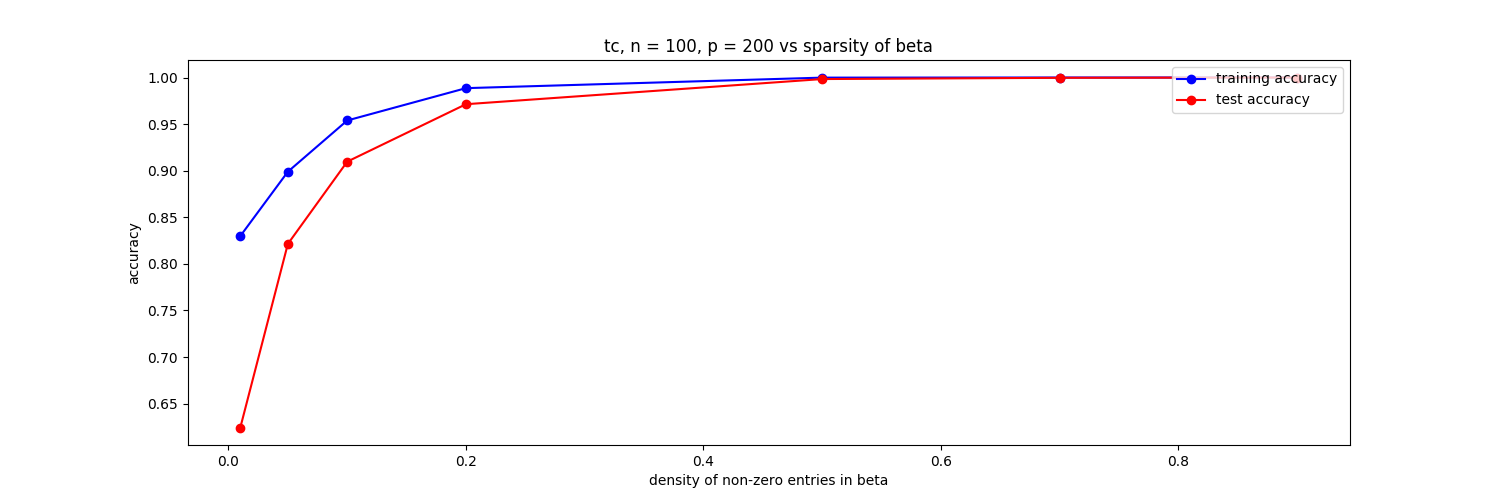 tc, n = 100, p = 200 vs sparsity of beta
1.00
0.95
0.90
0.85
0.80
0.75
0.70
0.65
accuracy
training accuracy
test accuracy
0.0
0.2
0.4
0.6
0.8
density of non-zero entries in beta